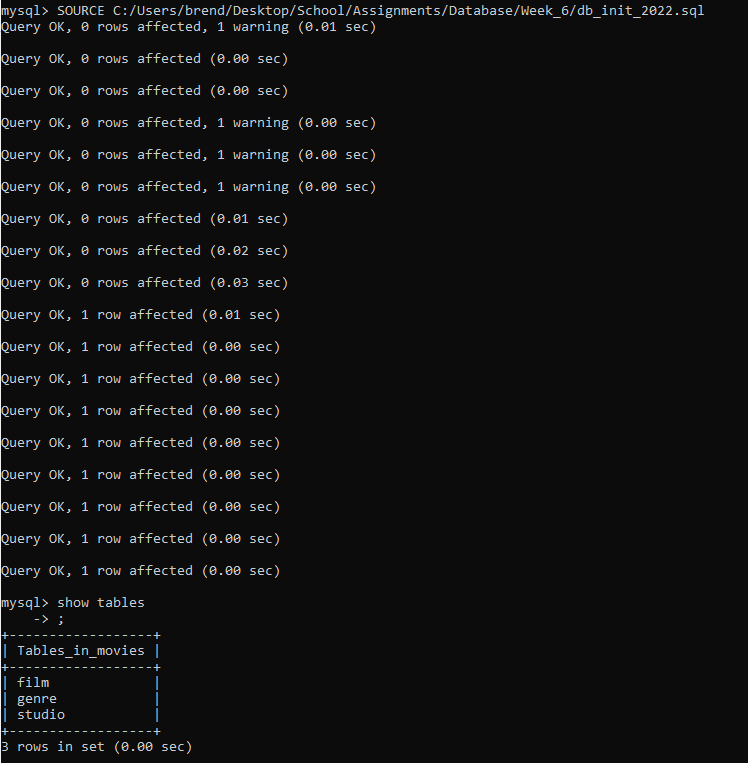 mysql> SOURCE C:/Users/brend/Desktop/School/Assignments/Database/Week_6/db_init_2022.sql
Query OK, 0 rows affected, 1 warning (0.01 sec)
Query OK, 0 rows affected (0.00 sec)
Query OK, 0 rows affected (0.00 sec)
Query OK, 0 rows affected, 1 warning (0.00 sec)
Query OK, 0 rows affected, 1 warning (0.00 sec)
Query OK, 0 rows affected, 1 warning (0.00 sec)
Query OK, 0 rows affected (0.01 sec)
Query OK, 0 rows affected (0.02 sec)
Query OK, 0 rows affected (0.03 sec)
Query OK, 1 row affected (0.01 sec)
Query OK, 1 row affected (0.00 sec)
Query OK, 1 row affected (0.00 sec)
Query OK, 1 row affected (0.00 sec)
Query OK, 1 row affected (0.00 sec)
Query OK, 1 row affected (0.00 sec)
Query OK, 1 row affected (0.00 sec)
Query OK, 1 row affected (0.00 sec)
Query OK, 1 row affected (0.00 sec)
mysql> show tables
    -> ;
+------------------+
| Tables_in_movies |
+------------------+
| film             |
| genre            |
| studio           |
+------------------+
3 rows in set (0.00 sec)